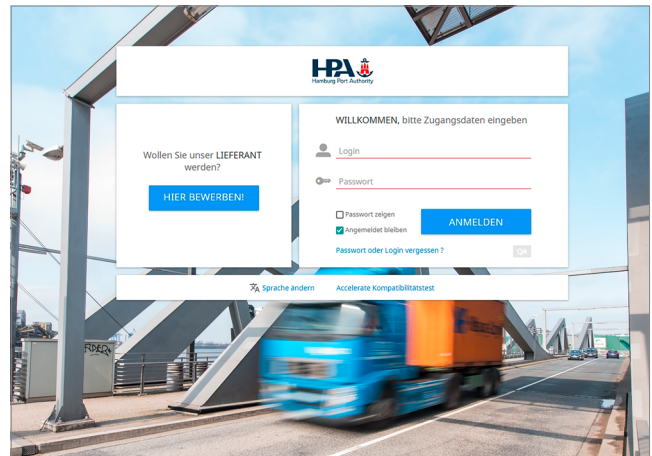 HPA
Hamburg Port Authority
Wollen Sie unser LIEFERANT
werden?
HIER BEWERBEN!
WILLKOMMEN, bitte Zugangsdaten eingeben
Login
Passwort
Passwort zeigen
Angemeldet bleiben
ANMELDEN
Passwort oder Login vergessen ?
Sprache ändern
Accelerate Kompatibilitätstest